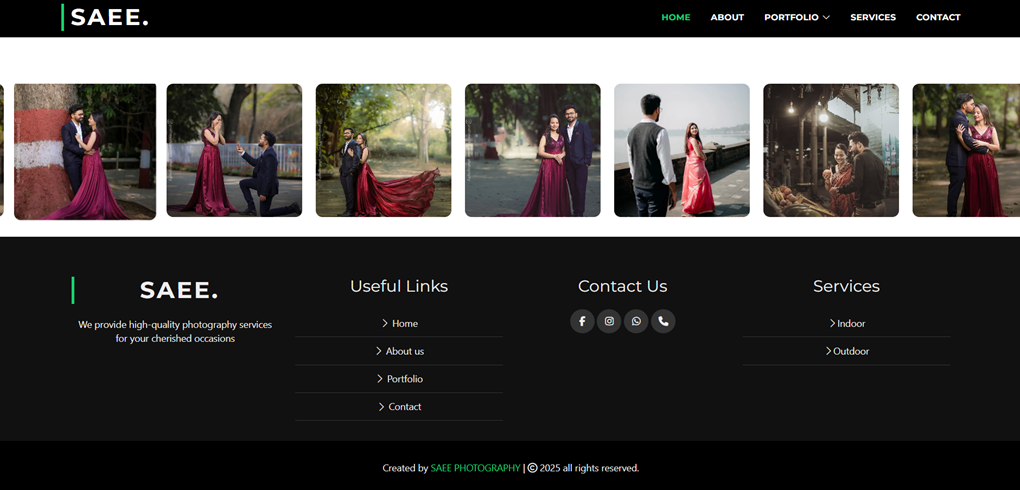 SAEE.
HOME ABOUT PORTFOLIO SERVICES CONTACT
SAEE.
We provide high-quality photography services
for your cherished occasions
Useful Links
Home
About us
Portfolio
Contact
Contact Us
Services
Indoor
Outdoor
Created by SAEE PHOTOGRAPHY | © 2025 all rights reserved.